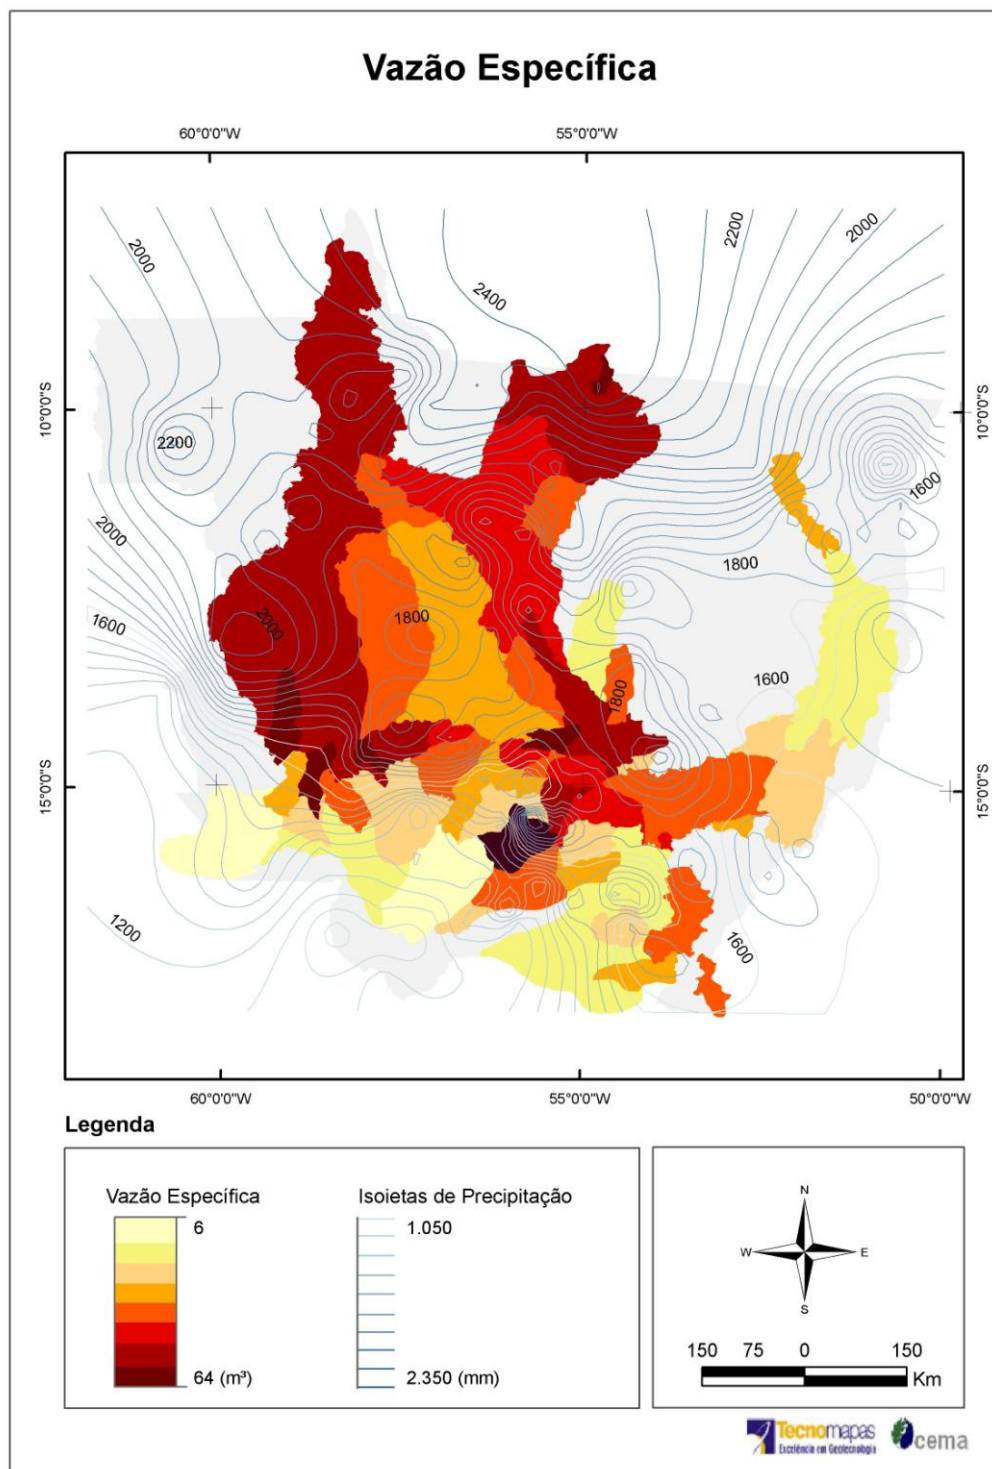 Vazão Específica
60°0'0"W
55°0'0"W
10°0'0"S
10°0'0"S
15°0'0"S
15°0'0"S
2000
2200
2000
2400
2200
1600
2000
1800
1600
2000
1800
1600
1800
1200
1600
60°0'0"W
55°0'0"W
50°0'0"W
Legenda
Vazão Específica
6
64 (m³)
Isoietas de Precipitação
1.050
2.350 (mm)
N
W
E
S
150 75 0 150
Km
Tecnomapas
Excelência em Geotecnologia
cema